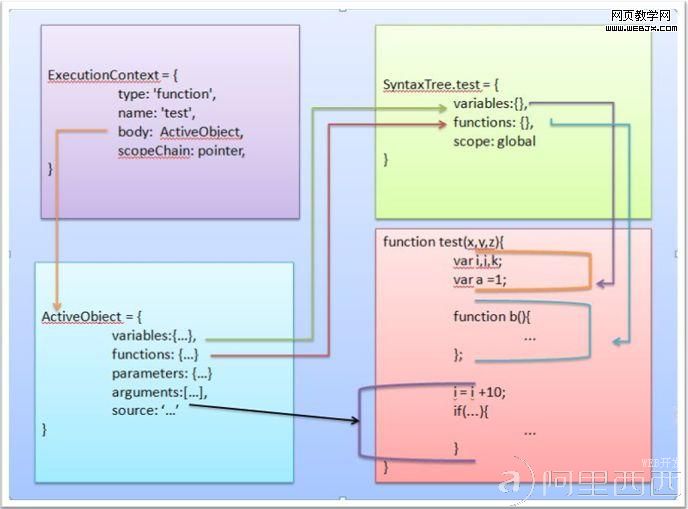 网页教学网
www.WEBJX.com
ExecutionContext = {
type: 'function',
name: 'test',
body: ActiveObject,
scopeChain: pointer,
}
SyntaxTree.test = {
variables:{},
functions: {},
scope: global
}
ActiveObject = {
variables:{...},
functions: {...}
parameters: {...}
arguments:[...],
source: ‘...’
}
function test(x,y,z){
var i,j,k;
var a =1;
function b(){
...
};
i = i +10;
if(...){
...
}
}
WEB开发
a 阿里西西